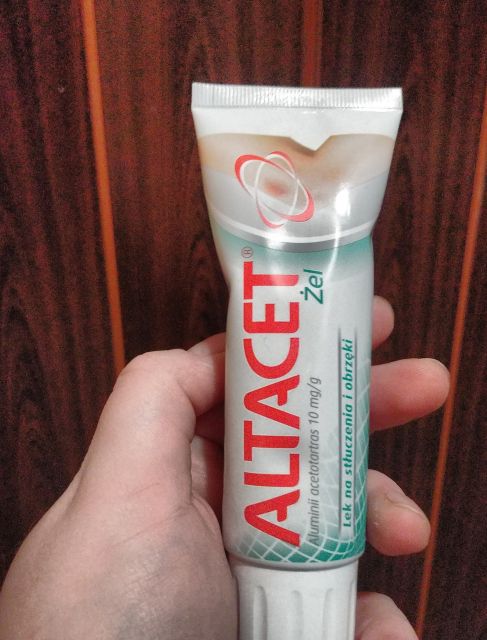 ALTACET®
Żel
Aluminii acetotartras 10 mg/g
Lek na stłuczenia i obrzęki